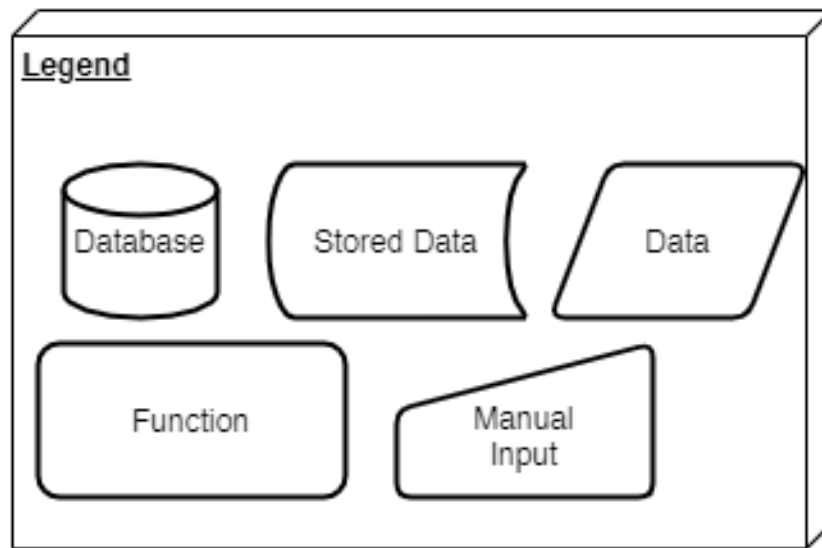 Legend
Database
Stored Data
Data
Function
Manual
Input